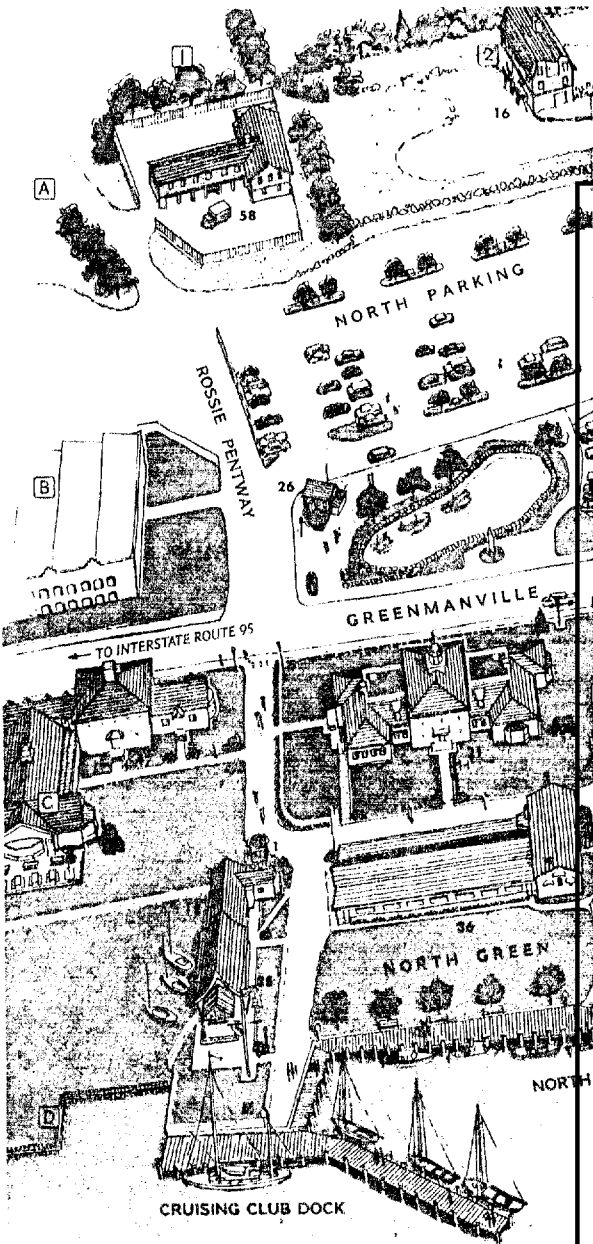 1
2
16
A
58
NORTH PARKING
ROSSIE PENTWAY
B
26
GREENMANVILLE
← TO INTERSTATE ROUTE 95
C
36
NORTH GREEN
D
NORTH
CRUISING CLUB DOCK